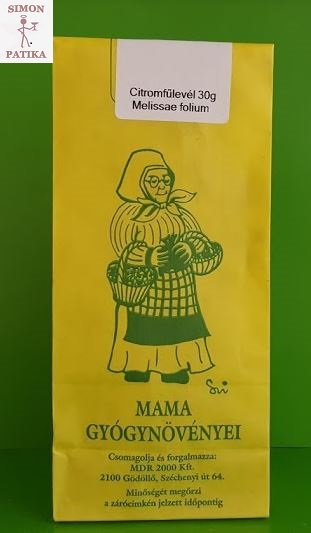 SIMON
PATIKA
Citromfűlevél 30g
Melissae folium
MAMA
GYÓGYNÖVÉNYEI
Csomagolja és forgalmazza:
MDR 2000 Kft.
2100 Gödöllő, Széchenyi út 64.
Minőségét megőrzi
a zárócimkén jelzett időpontig